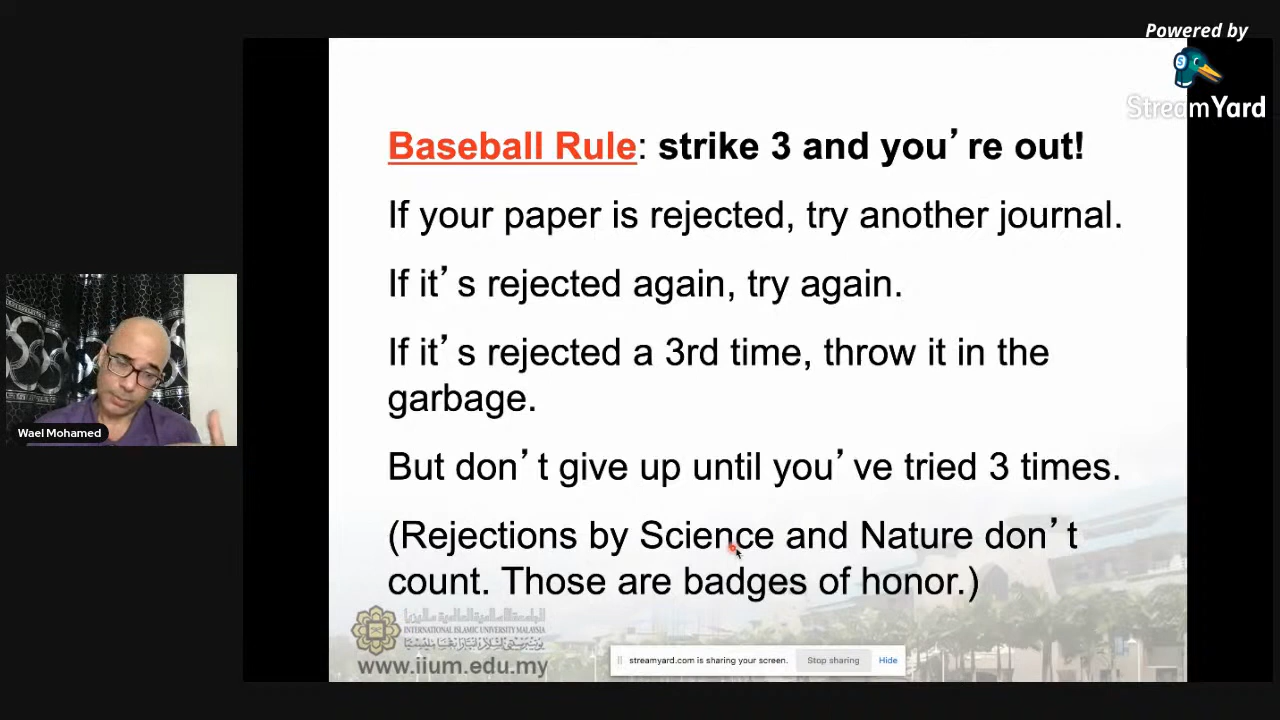 Powered by
StreamYard
Baseball Rule: strike 3 and you’re out!
If your paper is rejected, try another journal.
If it’s rejected again, try again.
If it’s rejected a 3rd time, throw it in the
garbage.
But don’t give up until you’ve tried 3 times.
(Rejections by Science and Nature don’t
count. Those are badges of honor.)
Wael Mohamed
INTERNATIONAL ISLAMIC UNIVERSITY MALAYSIA
www.iium.edu.my
streamyard.com is sharing your screen.
Stop sharing
Hide